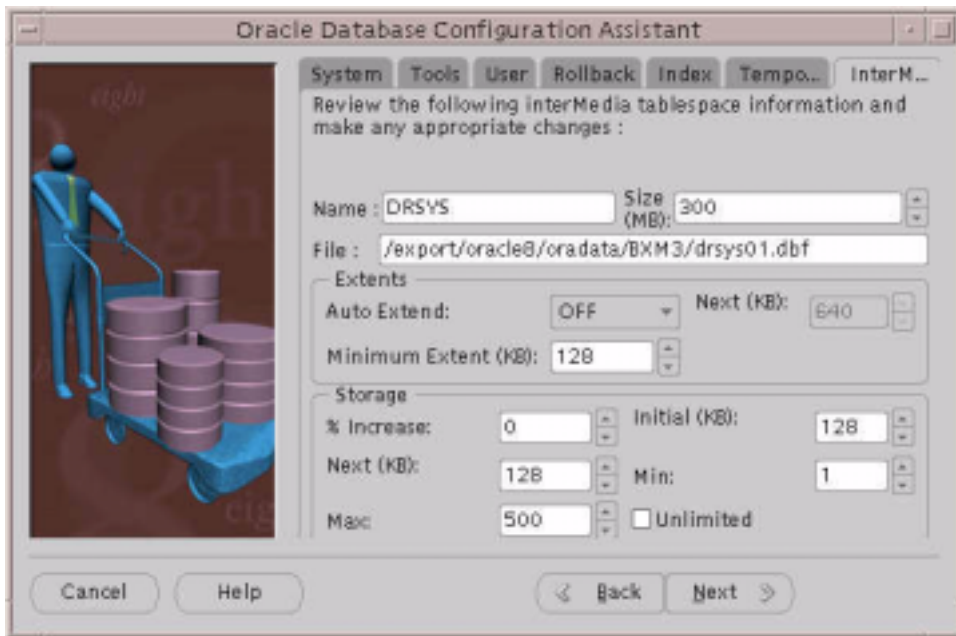 Oracle Database Configuration Assistant
System Tools User Rollback Index Tempo... InterM...
Review the following interMedia tablespace information and
make any appropriate changes :
Name : DRSYS Size (MB): 300
File : /export/oracle8/oradata/BXM3/drsys01.dbf
Extents
Auto Extend: OFF Next (KB): 640
Minimum Extent (KB): 128
Storage
% Increase: 0 Initial (KB): 128
Next (KB): 128 Min: 1
Max: 500 Unlimited
eight
eight
eig
Cancel Help Back Next